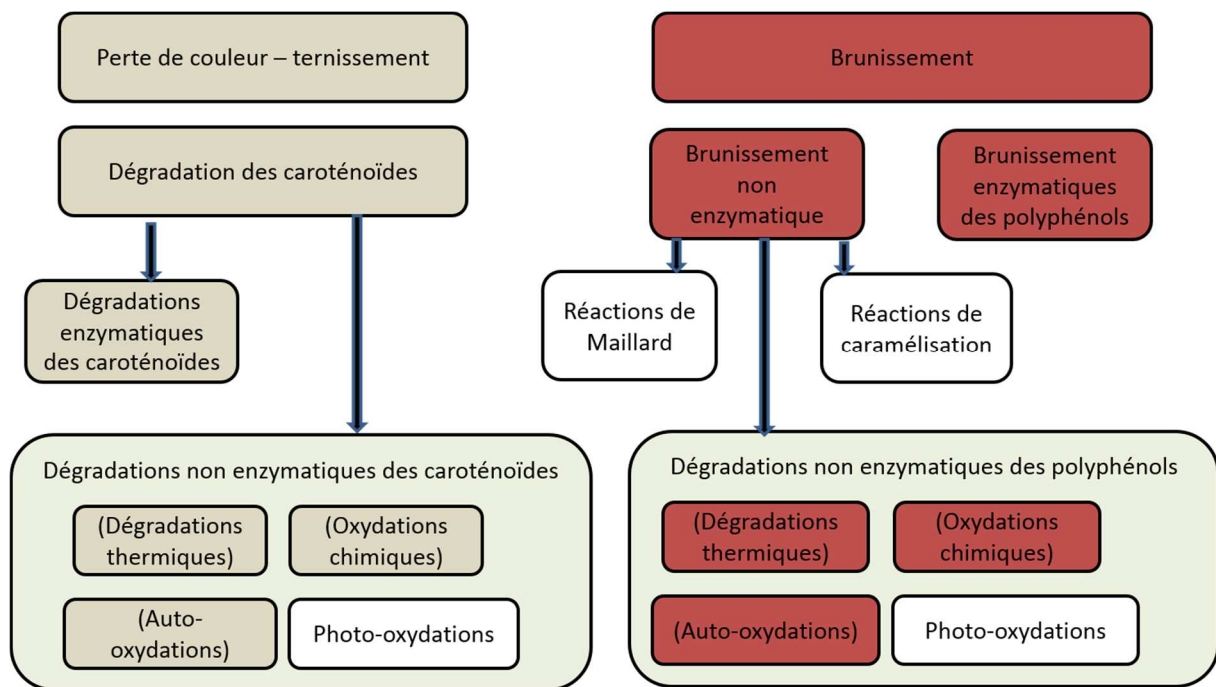 Perte de couleur – ternissement
Brunissement
Dégradation des caroténoïdes
Brunissement
non
enzymatique
Brunissement
enzymatiques
des polyphénols
Dégradations
enzymatiques
des caroténoïdes
Réactions de
Maillard
Réactions de
caramélisation
Dégradations non enzymatiques des caroténoïdes
(Dégradations
thermiques)
(Oxydations
chimiques)
(Auto-
oxydations)
Photo-oxydations
Dégradations non enzymatiques des polyphénols
(Dégradations
thermiques)
(Oxydations
chimiques)
(Auto-oxydations)
Photo-oxydations